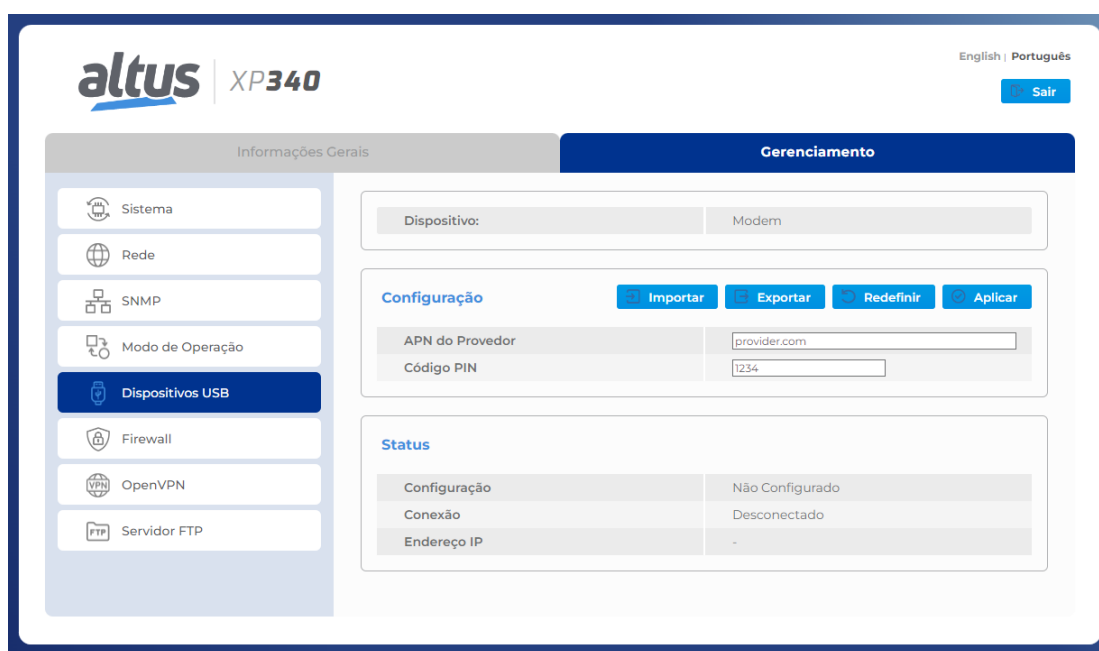 English | Português
altus XP340
Sair
Informações Gerais
Gerenciamento
Sistema
Rede
SNMP
Modo de Operação
Dispositivos USB
Firewall
VPN OpenVPN
FTP Servidor FTP
Dispositivo: Modem
Configuração
Importar
Exportar
Redefinir
Aplicar
APN do Provedor provider.com
Código PIN 1234
Status
Configuração Não Configurado
Conexão Desconectado
Endereço IP -